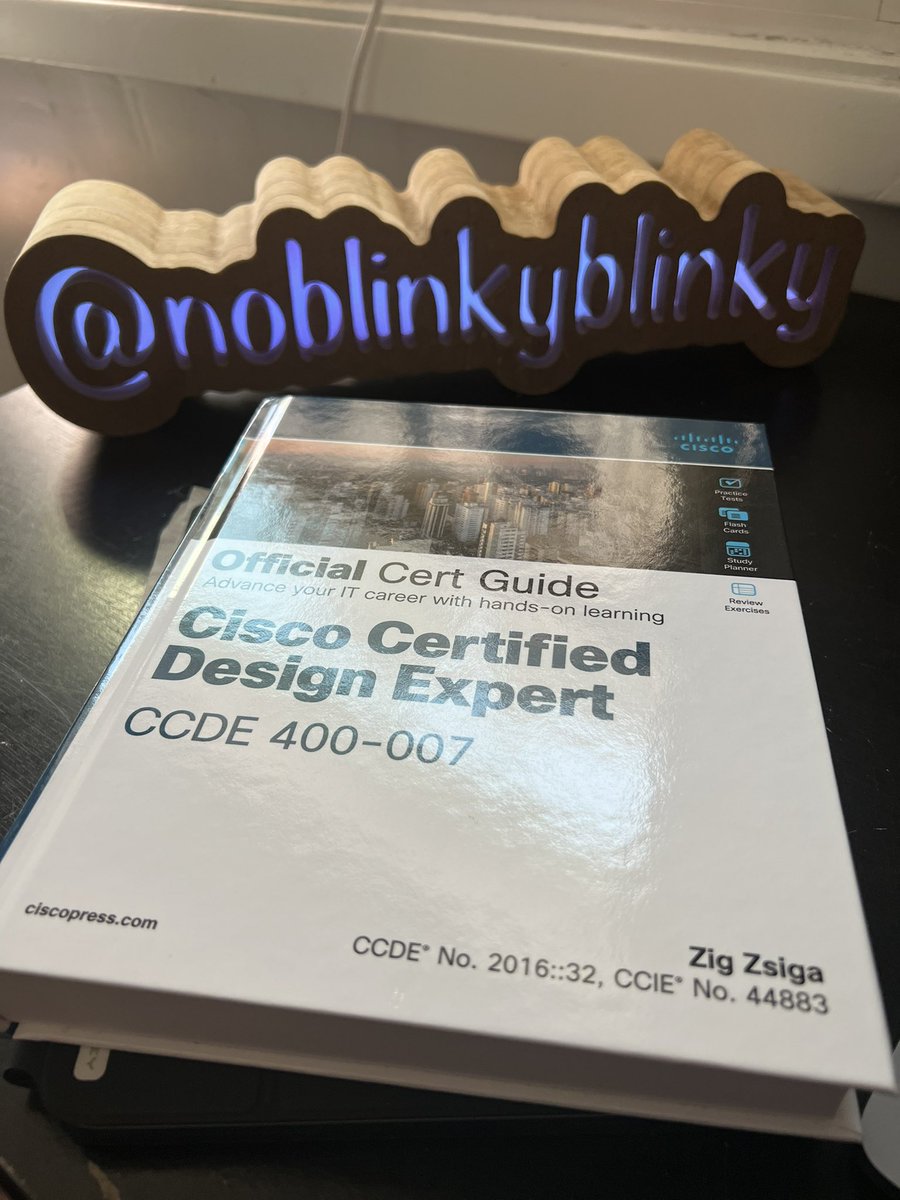 @noblinkyblinky
CISCO
Practice
Tests
Flash
Cards
Study
Planner
Review
Exercises
Official Cert Guide
Advance your IT career with hands-on learning
Cisco Certified
Design Expert
CCDE 400-007
ciscopress.com
Zig Zsiga
CCDE® No. 2016::32, CCIE® No. 44883